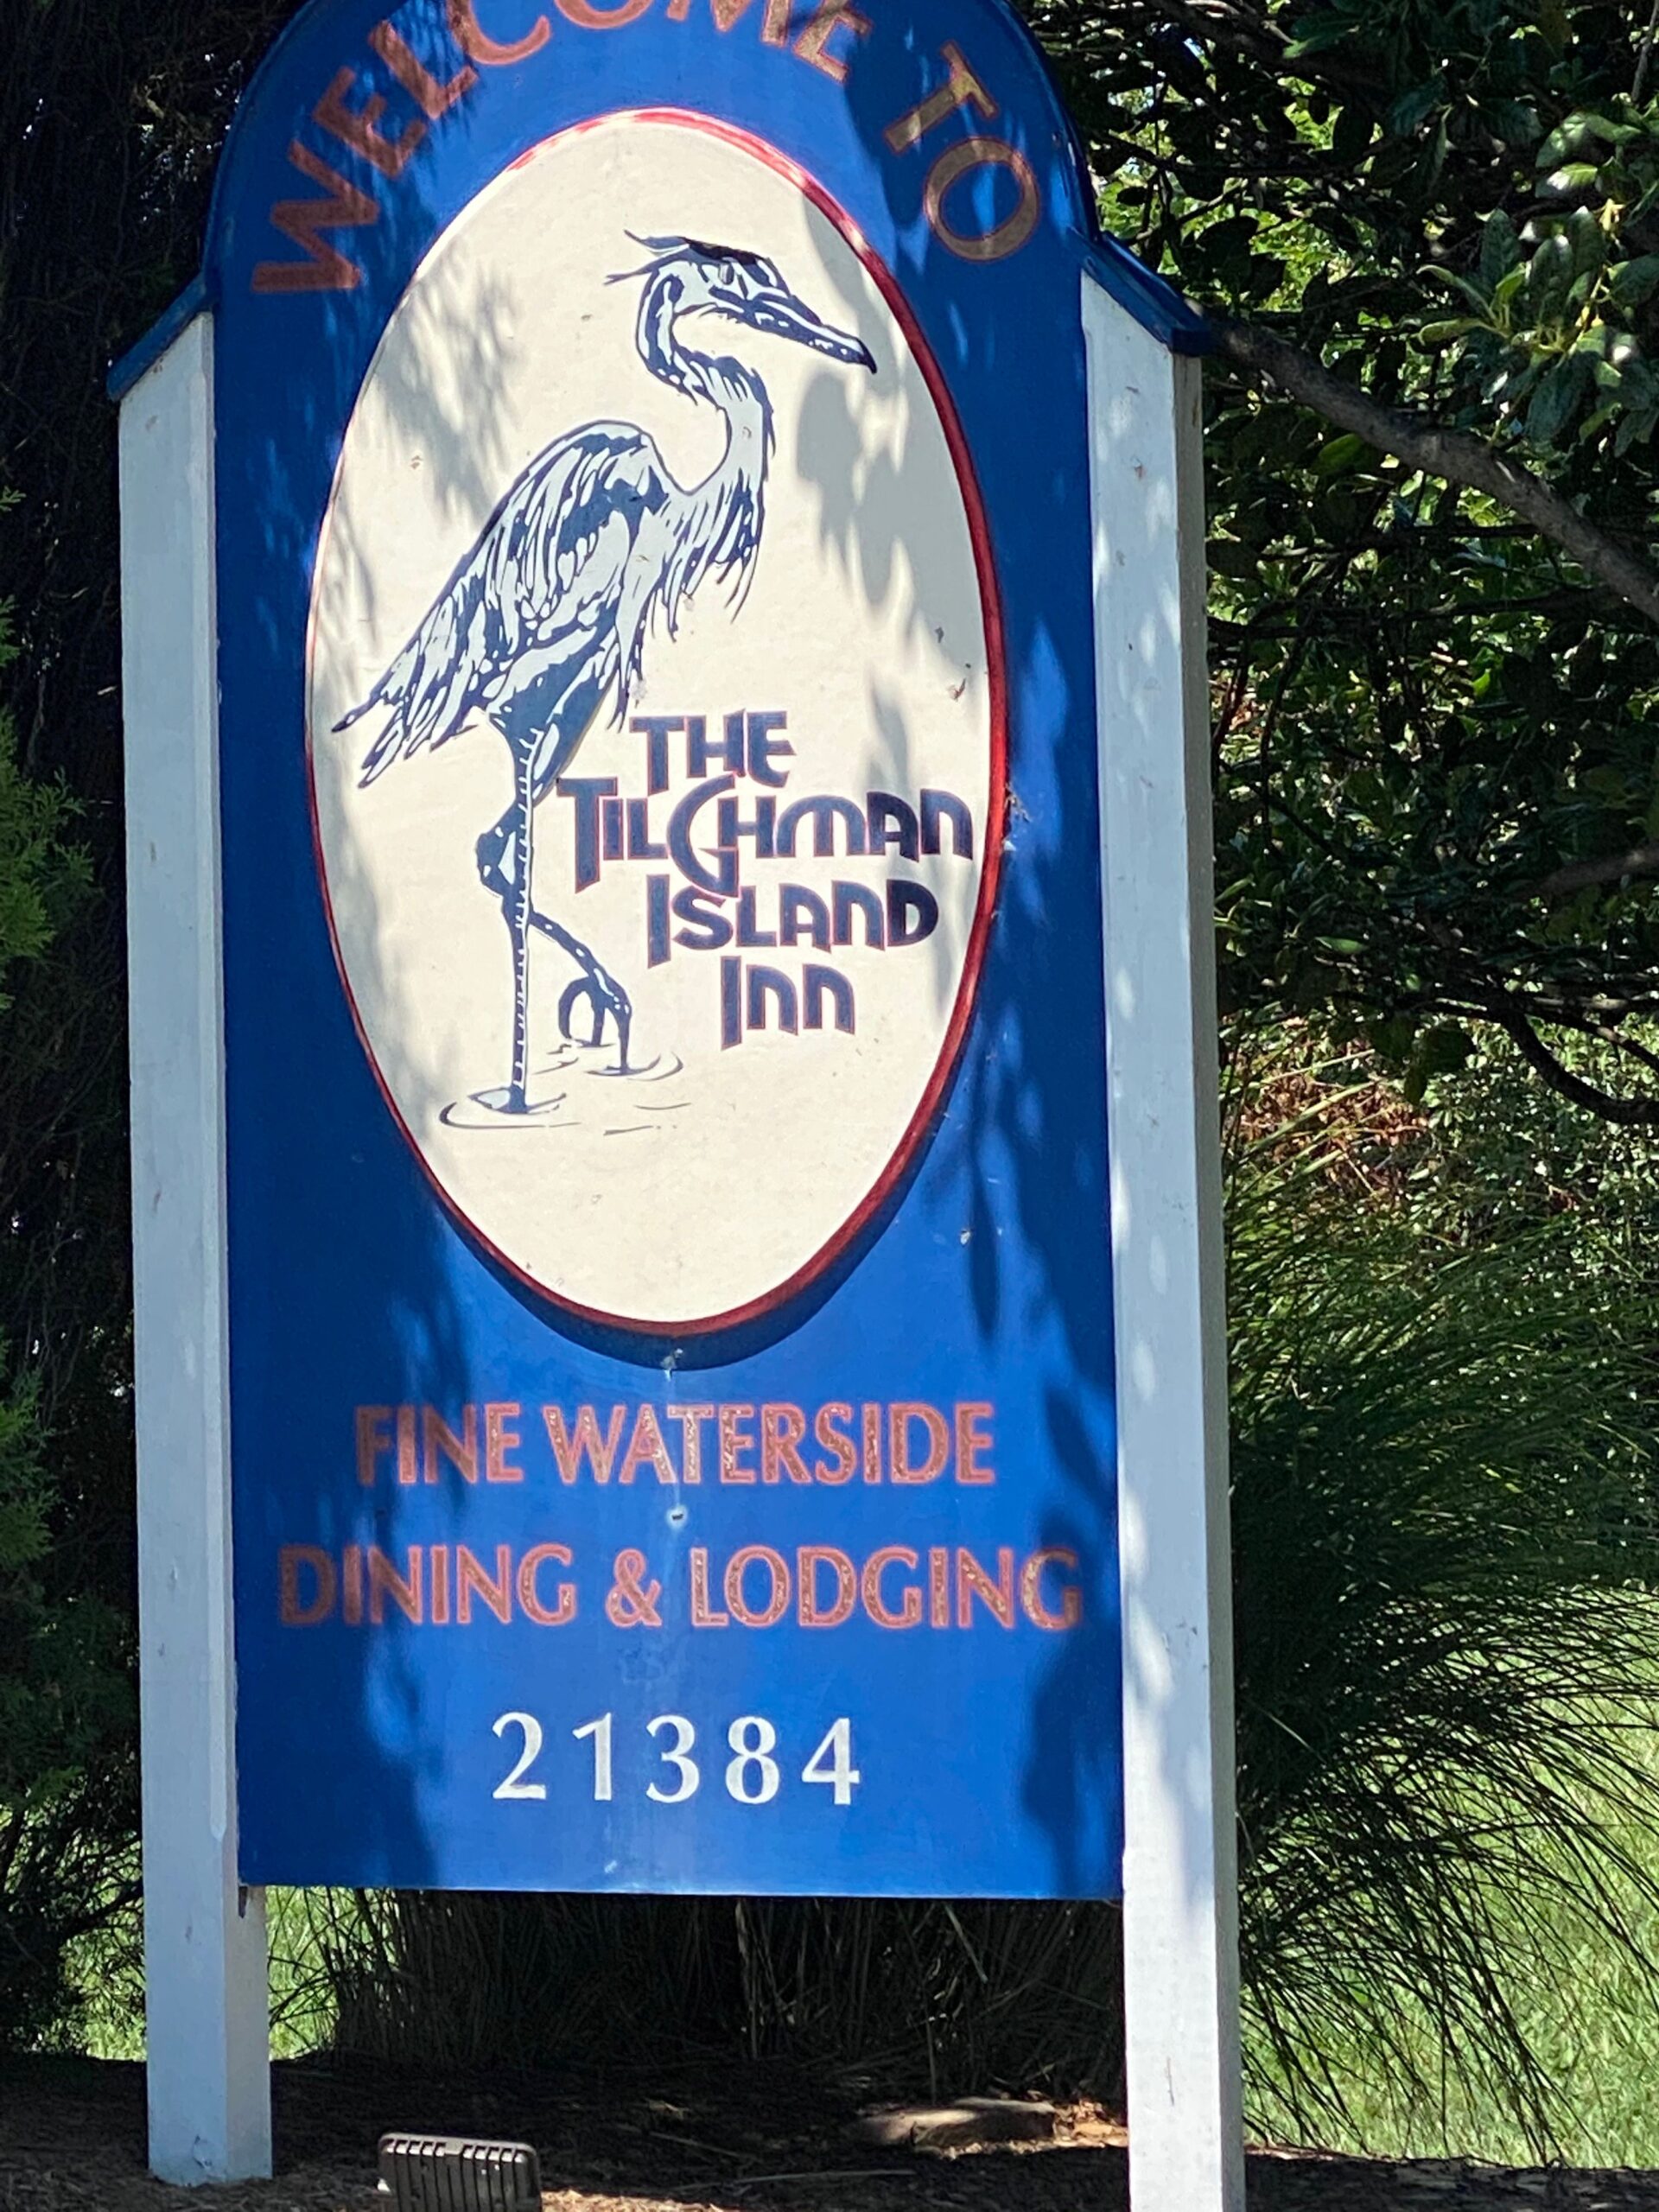 WELCOME TO
THE
TILGHMAN
ISLAND
INN
FINE WATERSIDE
DINING & LODGING
21384